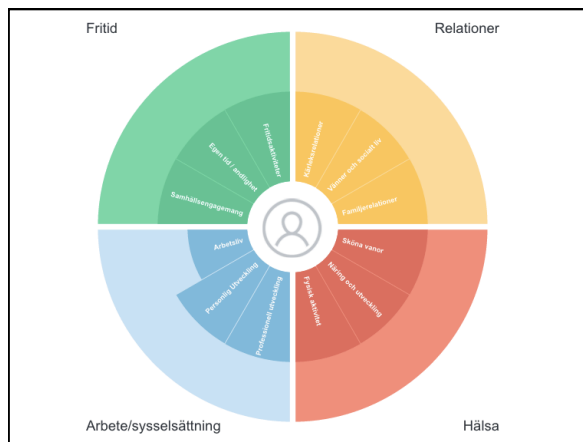 Fritid
Relationer
Fritidsaktiviteter
Egen tid / andlighet
Samhällsengagemang
Kärleksrelationer
Vänner och socialt liv
Familjerelationer
Arbetsliv
Personlig Utveckling
Professionell utveckling
Sköna vanor
Näring och utveckling
Fysisk aktivitet
Arbete/sysselsättning
Hälsa